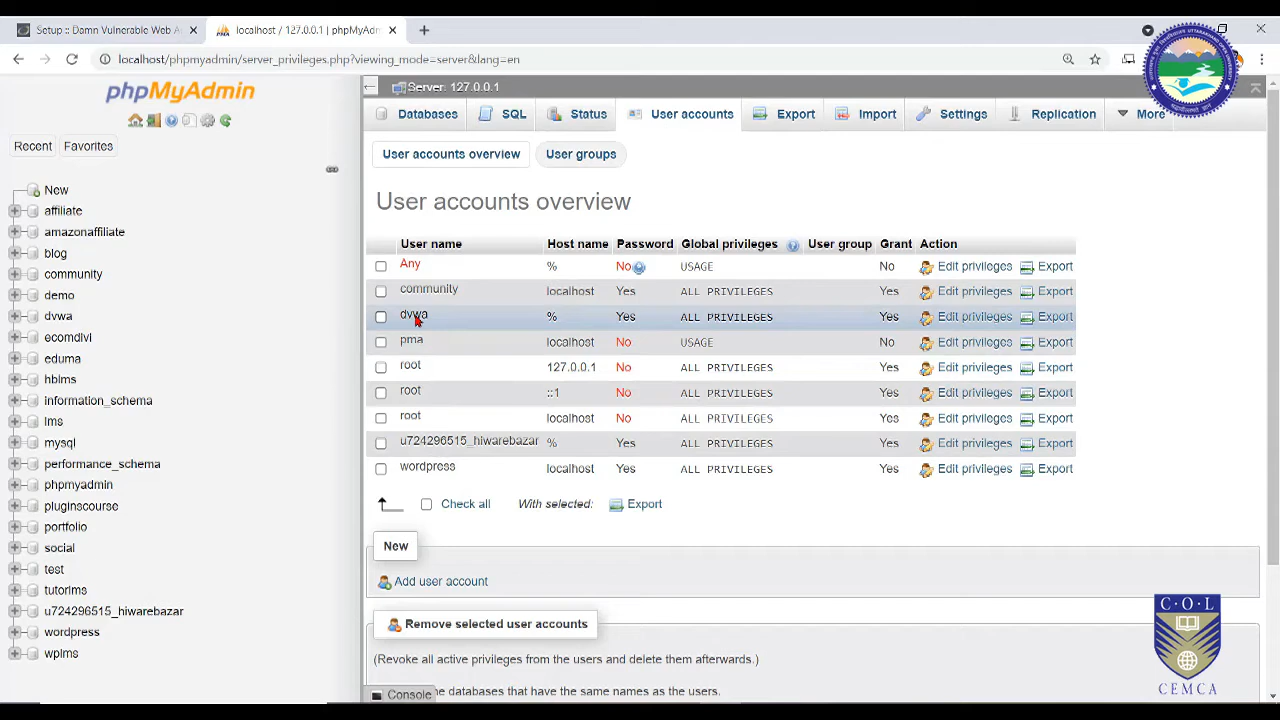 Setup :: Damn Vulnerable Web A
localhost / 127.0.0.1 | phpMyAdm
localhost/phpmyadmin/server_privileges.php?viewing_mode=server&lang=en
phpMyAdmin
Recent
Favorites
New
affiliate
amazonaffiliate
blog
community
demo
dvwa
ecomdivi
eduma
hblms
information_schema
lms
mysql
performance_schema
phpmyadmin
pluginscourse
portfolio
social
test
tutorlms
u724296515_hiwarebazar
wordpress
wplms
Server: 127.0.0.1
Databases SQL Status User accounts Export Import Settings Replication More
User accounts overview User groups
User accounts overview
User name Host name Password Global privileges User group Grant Action
Any % No USAGE No Edit privileges Export
community localhost Yes ALL PRIVILEGES Yes Edit privileges Export
dvwa % Yes ALL PRIVILEGES Yes Edit privileges Export
pma localhost No USAGE No Edit privileges Export
root 127.0.0.1 No ALL PRIVILEGES Yes Edit privileges Export
root ::1 No ALL PRIVILEGES Yes Edit privileges Export
root localhost No ALL PRIVILEGES Yes Edit privileges Export
u724296515_hiwarebazar % Yes ALL PRIVILEGES Yes Edit privileges Export
wordpress localhost Yes ALL PRIVILEGES Yes Edit privileges Export
Check all With selected: Export
New
Add user account
Remove selected user accounts
(Revoke all active privileges from the users and delete them afterwards.)
the databases that have the same names as the users.
Console
C·O·L
CEMCA